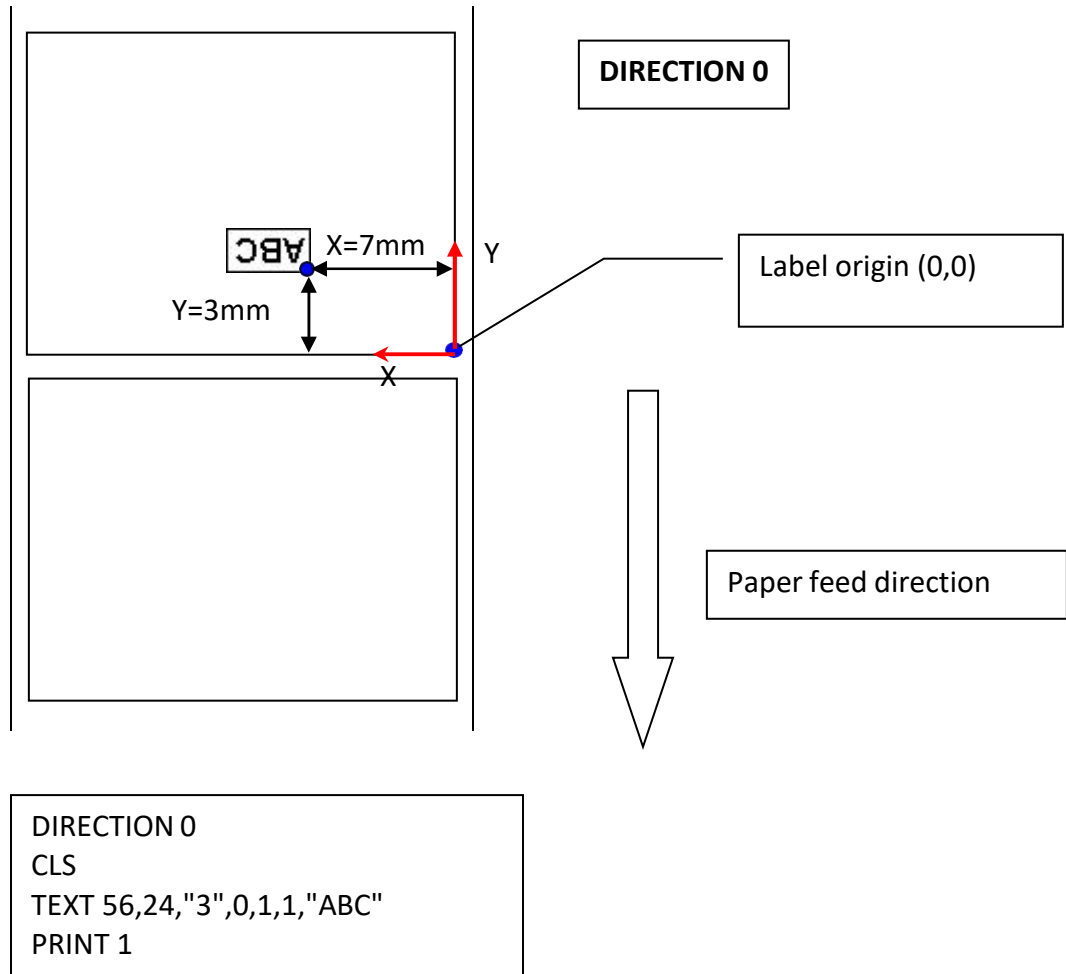 DIRECTION 0
ABC
X=7mm
Y
Label origin (0,0)
Y=3mm
X
Paper feed direction
DIRECTION 0
CLS
TEXT 56,24,"3",0,1,1,"ABC"
PRINT 1